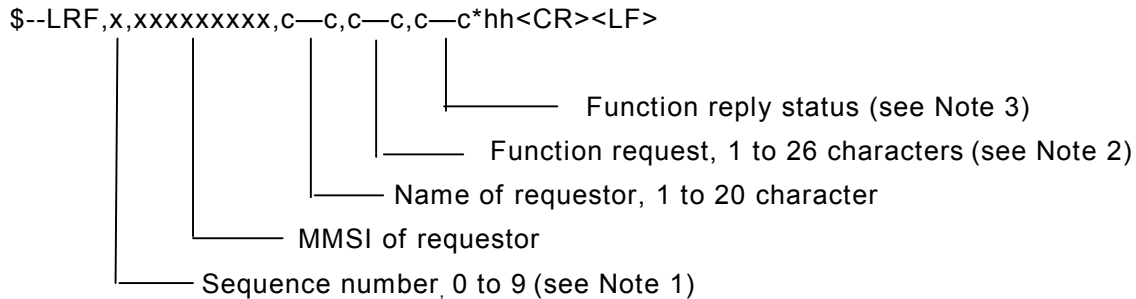 $--LRF,x,xxxxxxxxx,c—c,c—c,c—c*hh<CR><LF>
Function reply status (see Note 3)
Function request, 1 to 26 characters (see Note 2)
Name of requestor, 1 to 20 character
MMSI of requestor
Sequence number, 0 to 9 (see Note 1)